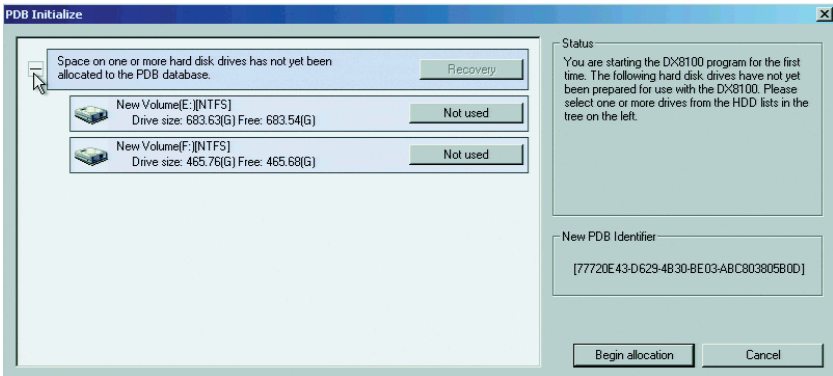 PDB Initialize
Space on one or more hard disk drives has not yet been
allocated to the PDB database.
Recovery
New Volume(E:)[NTFS]
Drive size: 683.63(G) Free: 683.54(G)
Not used
New Volume(F:)[NTFS]
Drive size: 465.76(G) Free: 465.68(G)
Not used
Status
You are starting the DX8100 program for the first
time. The following hard disk drives have not yet
been prepared for use with the DX8100. Please
select one or more drives from the HDD lists in the
tree on the left.
New PDB Identifier
[77720E43-D629-4B30-BE03-ABC803805B0D]
Begin allocation
Cancel